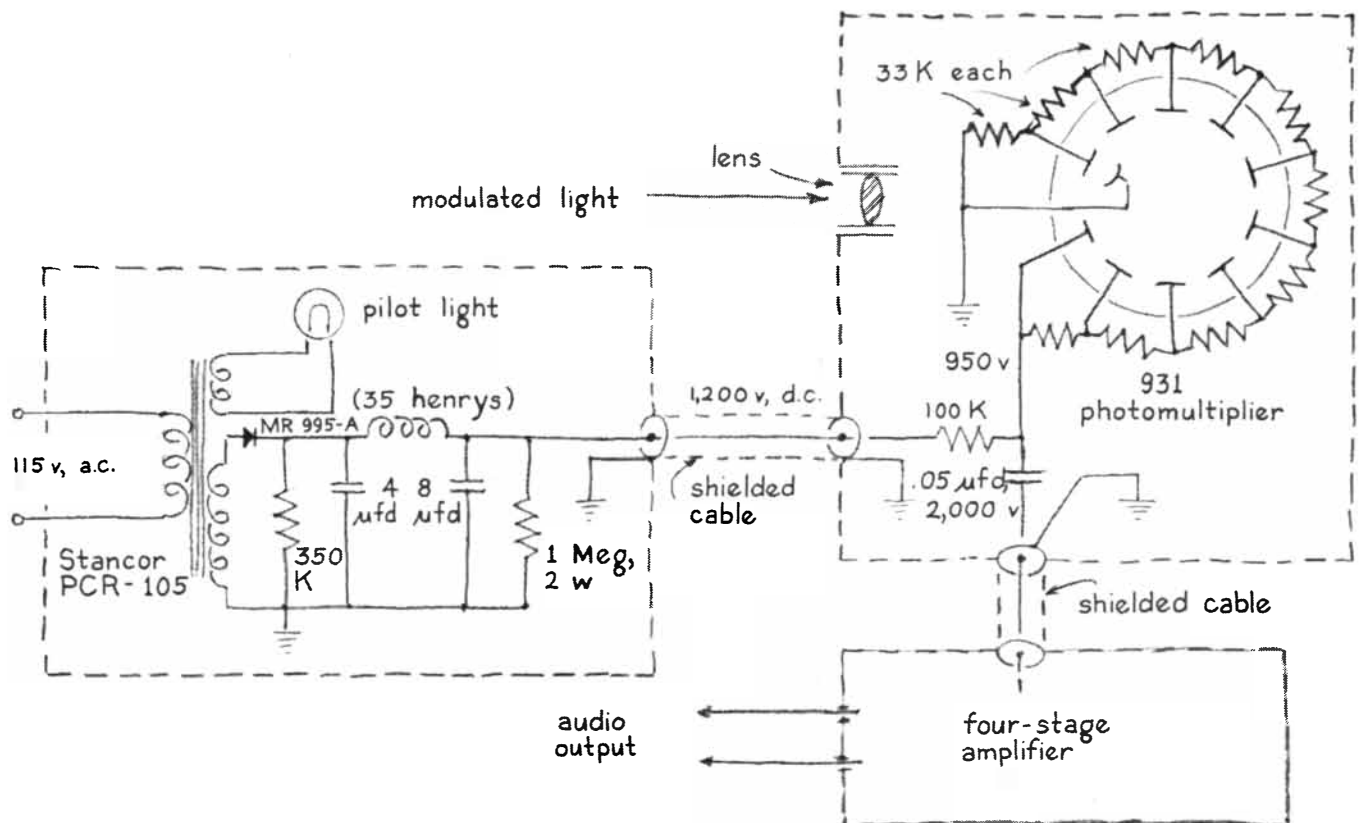 33 K each
lens
modulated light
pilot light
950 v
931
photomultiplier
(35 henrys)
1,200 v, d.c.
100 K
MR 995-A
115 v, a.c.
4 8
μfd μfd
shielded
cable
.05 μfd,
2,000 v
Stancor
PCR-105
350
K
1 Meg,
2 w
shielded cable
audio
output
four-stage
amplifier